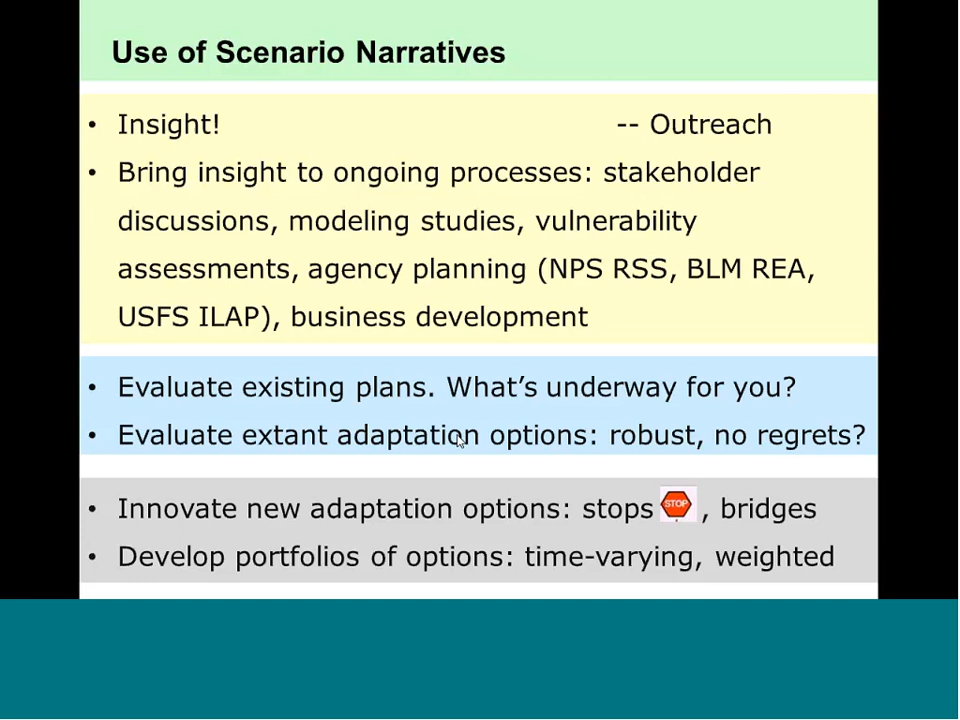 Use of Scenario Narratives
• Insight! -- Outreach
• Bring insight to ongoing processes: stakeholder
discussions, modeling studies, vulnerability
assessments, agency planning (NPS RSS, BLM REA,
USFS ILAP), business development
• Evaluate existing plans. What's underway for you?
• Evaluate extant adaptation options: robust, no regrets?
• Innovate new adaptation options: stops STOP , bridges
• Develop portfolios of options: time-varying, weighted